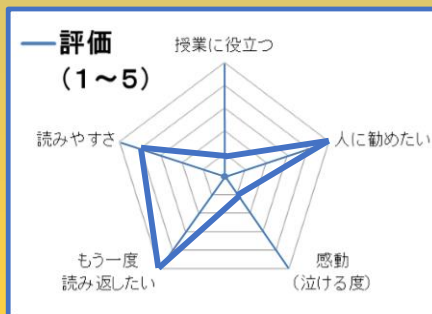 評価
（1～5）
授業に役立つ
人に勧めたい
感動
（泣ける度）
もう一度
読み返したい
読みやすさ